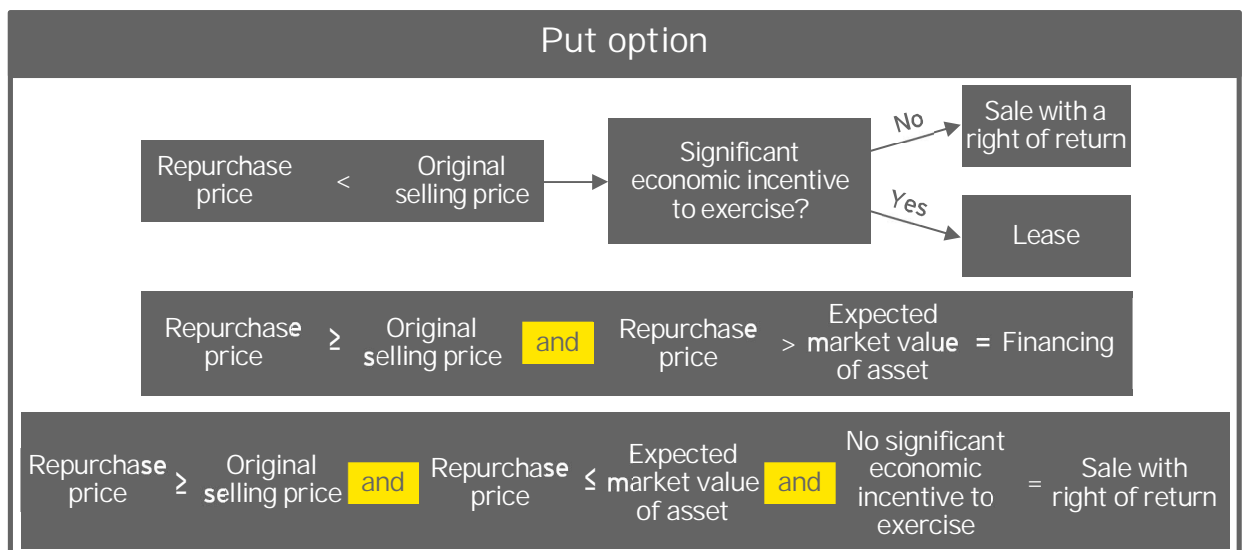 Put option
Repurchase
price
<
Original
selling price
Significant
economic incentive
to exercise?
No
Sale with a
right of return
Yes
Lease
Repurchase
price
≥
Original
selling price
and
Repurchase
price
>
Expected
market value
of asset
= Financing
Repurchase
price
≥
Original
selling price
and
Repurchase
price
≤
Expected
market value
of asset
and
No significant
economic
incentive to
exercise
=
Sale with
right of return